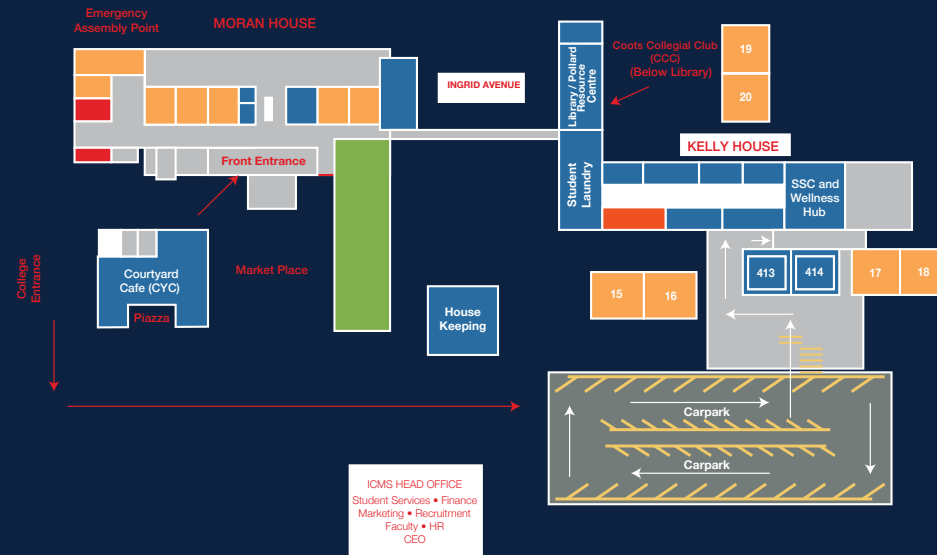 Emergency
Assembly Point
MORAN HOUSE
INGRID AVENUE
Library / Pollard
Resource
Centre
Coots Collegial Club
(CCC)
(Below Library)
19
20
KELLY HOUSE
Front Entrance
Student
Laundry
SSC and
Wellness
Hub
College
Entrance
Courtyard
Cafe (CYC)
Piazza
Market Place
House
Keeping
15
16
413
414
17
18
Carpark
Carpark
ICMS HEAD OFFICE
Student Services • Finance
Marketing • Recruitment
Faculty • HR
CEO